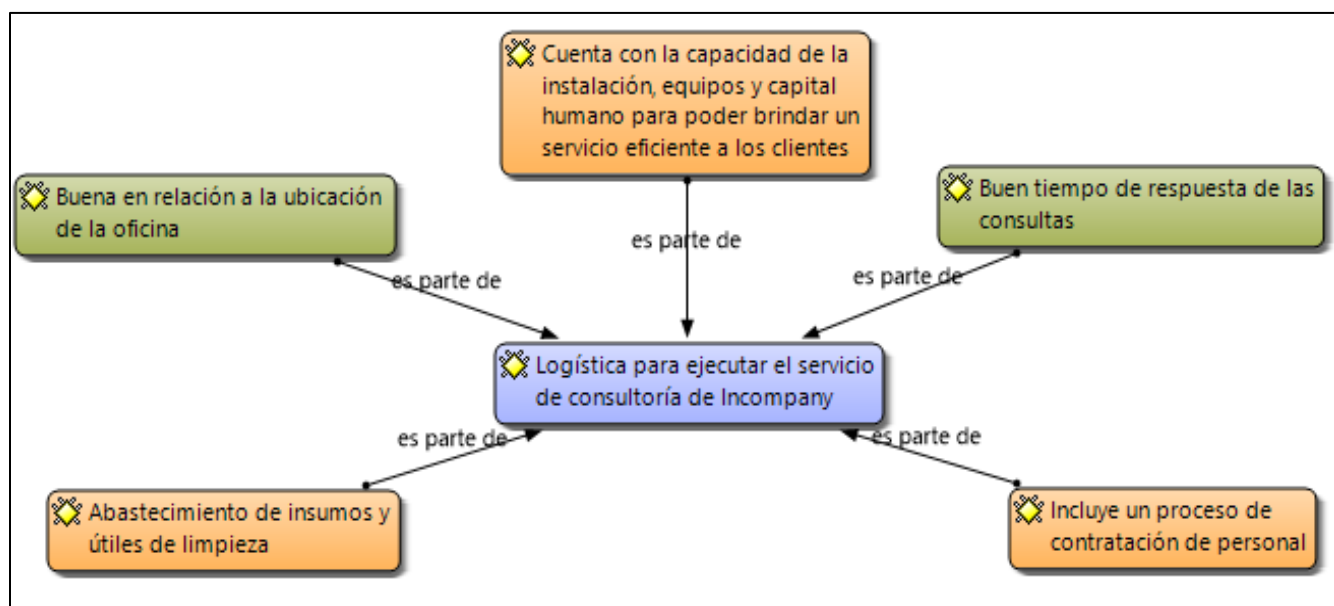 Cuenta con la capacidad de la
instalación, equipos y capital
humano para poder brindar un
servicio eficiente a los clientes
Buena en relación a la ubicación
de la oficina
Buen tiempo de respuesta de las
consultas
es parte de
es parte de
es parte de
Logística para ejecutar el servicio
de consultoría de Incompany
es parte de
es parte de
Abastecimiento de insumos y
útiles de limpieza
Incluye un proceso de
contratación de personal